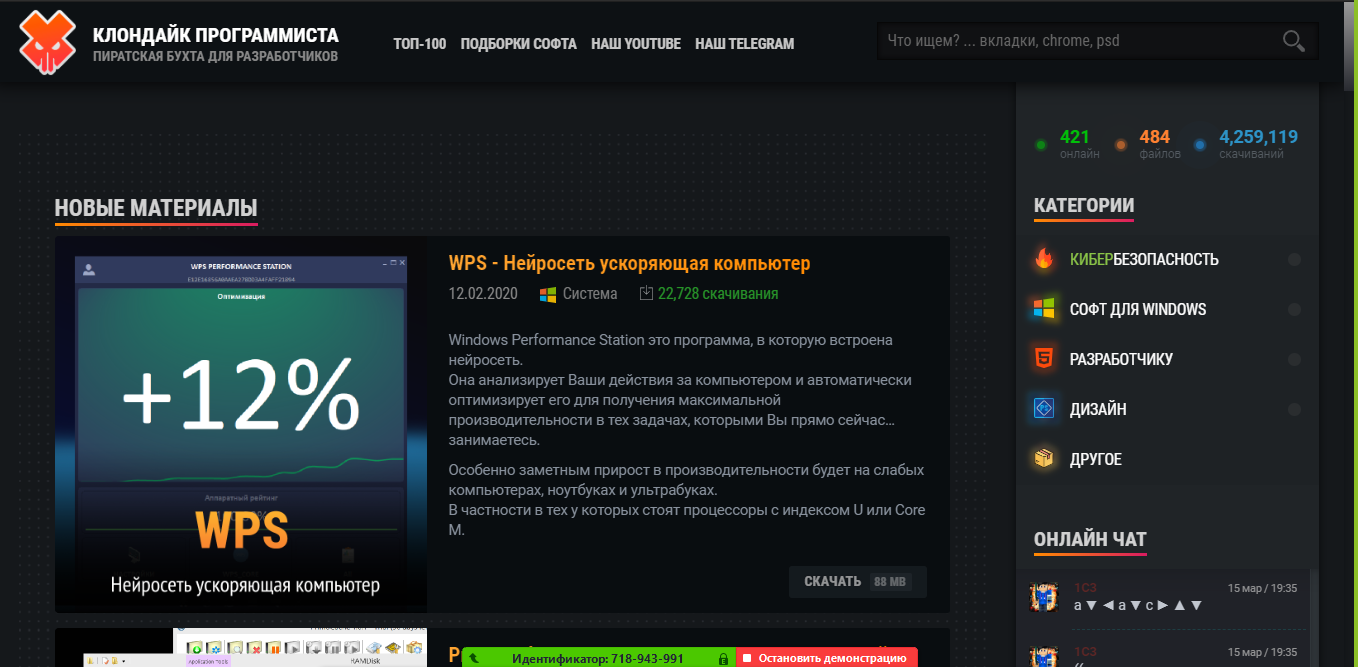 КЛОНДАЙК ПРОГРАММИСТА
ПИРАТСКАЯ БУХТА ДЛЯ РАЗРАБОТЧИКОВ
ТОП-100 ПОДБОРКИ СОФТА НАШ YOUTUBE НАШ TELEGRAM
Что ищем? ... вкладки, chrome, psd
421 484 4,259,119
онлайн файлов скачиваний
НОВЫЕ МАТЕРИАЛЫ
WPS PERFORMANCE STATION
Оптимизация
+12%
Аппаратный рейтинг
WPS
Нейросеть ускоряющая компьютер
WPS - Нейросеть ускоряющая компьютер
12.02.2020 Система 22,728 скачивания
Windows Performance Station это программа, в которую встроена
нейросеть.
Она анализирует Ваши действия за компьютером и автоматически
оптимизирует его для получения максимальной
производительности в тех задачах, которыми Вы прямо сейчас...
занимаетесь.
Особенно заметным прирост в производительности будет на слабых
компьютерах, ноутбуках и ультрабуках.
В частности в тех у которых стоят процессоры с индексом U или Core
M.
СКАЧАТЬ 88 MB
КАТЕГОРИИ
КИБЕРБЕЗОПАСНОСТЬ
СОФТ ДЛЯ WINDOWS
РАЗРАБОТЧИКУ
ДИЗАЙН
ДРУГОЕ
ОНЛАЙН ЧАТ
1С3 15 мар / 19:35
а ▼ ◄ а ▼ с ► ▲ ▼
1С3 15 мар / 19:35
Application Tools
RAMDisk
Идентификатор: 718-943-991
Остановить демонстрацию